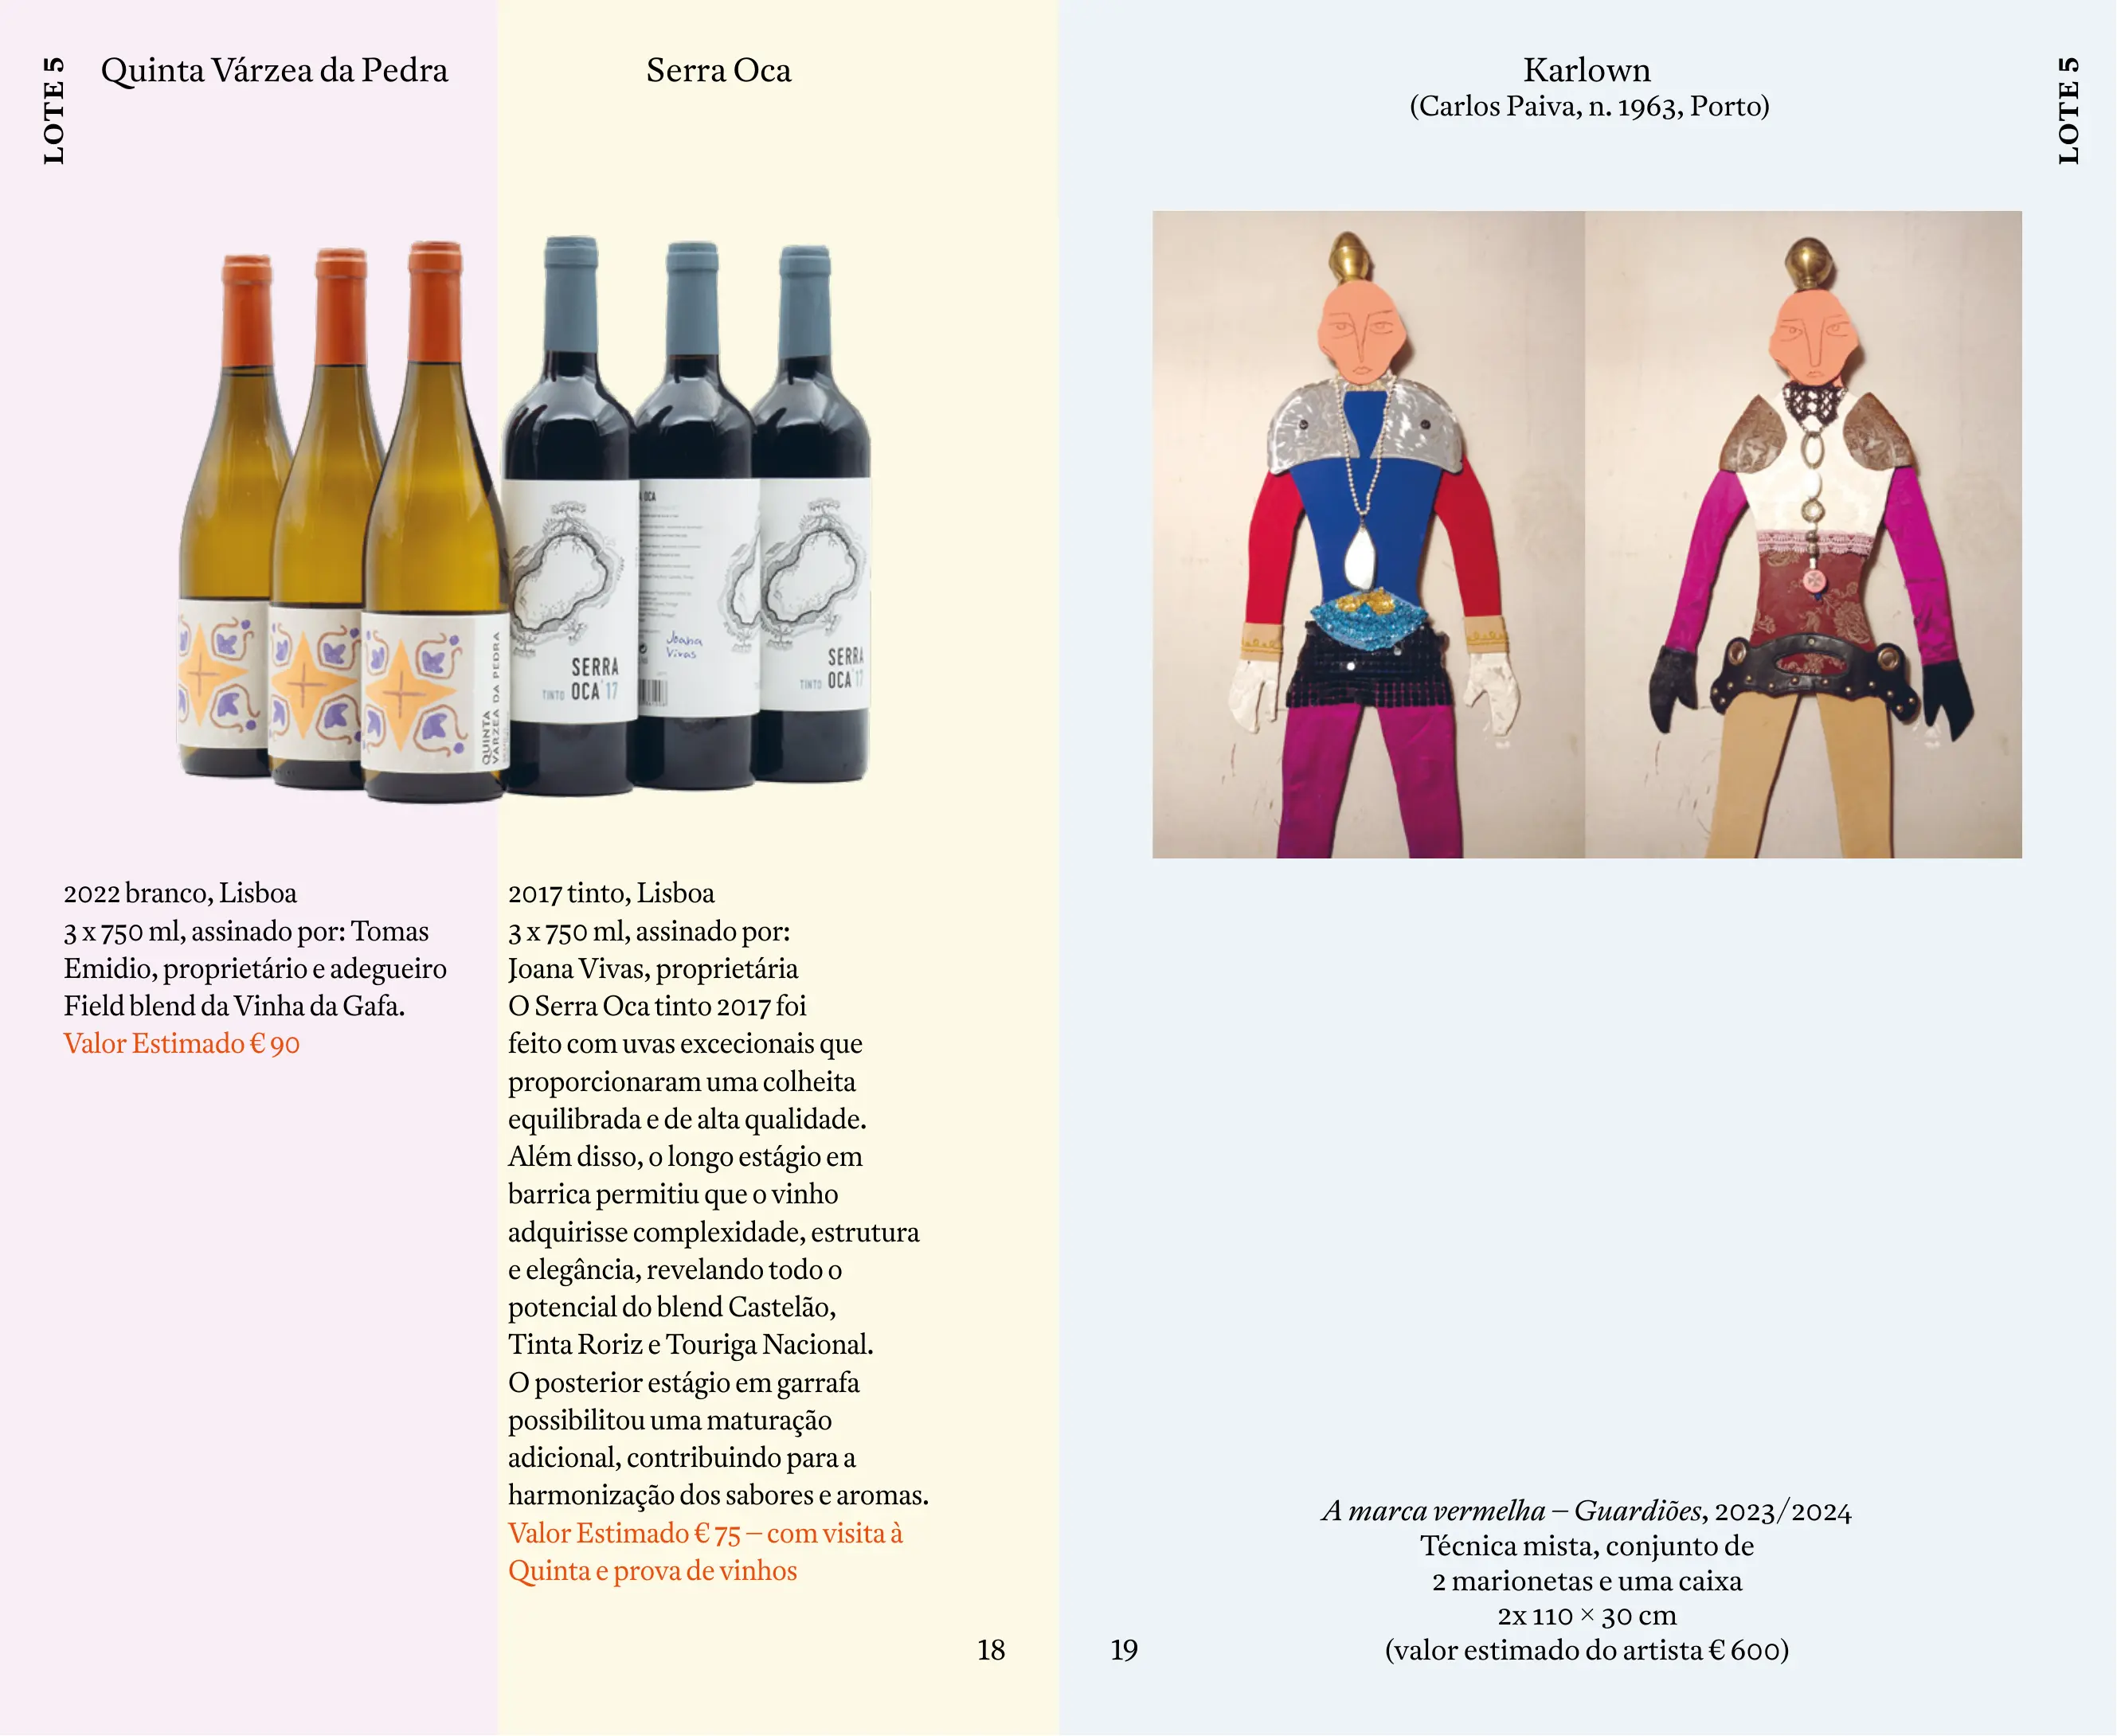 LOTE 5
Quinta Várzea da Pedra
2022 branco, Lisboa
3 x 750 ml, assinado por: Tomas
Emidio, proprietário e adegueiro
Field blend da Vinha da Gafa.
Valor Estimado € 90
Serra Oca
QUINTA
VARZEA DA PEDRA
SERRA
TINTO OCA '17
A OCA
Joana
Vivas
SERRA
TINTO OCA '17
2017 tinto, Lisboa
3 x 750 ml, assinado por:
Joana Vivas, proprietária
O Serra Oca tinto 2017 foi
feito com uvas excecionais que
proporcionaram uma colheita
equilibrada e de alta qualidade.
Além disso, o longo estágio em
barrica permitiu que o vinho
adquirisse complexidade, estrutura
e elegância, revelando todo o
potencial do blend Castelão,
Tinta Roriz e Touriga Nacional.
O posterior estágio em garrafa
possibilitou uma maturação
adicional, contribuindo para a
harmonização dos sabores e aromas.
Valor Estimado € 75 – com visita à
Quinta e prova de vinhos
18
Karlown
(Carlos Paiva, n. 1963, Porto)
LOTE 5
A marca vermelha – Guardiões, 2023/2024
Técnica mista, conjunto de
2 marionetas e uma caixa
2x 110 × 30 cm
(valor estimado do artista € 600)
19